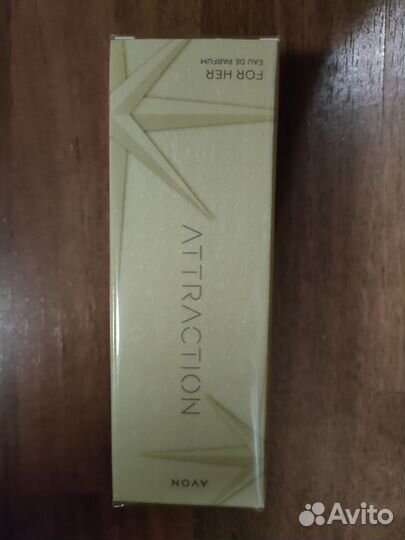 FOR HER
EAU DE PARFUM
ATTRACTION
AVON
Avito